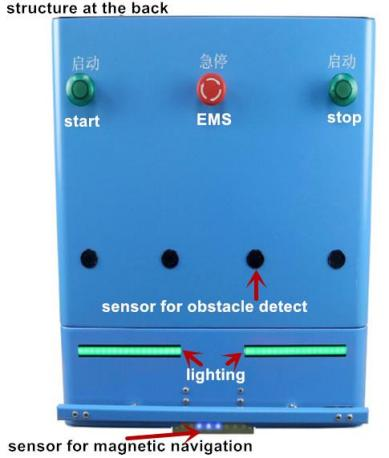 structure at the back
启动 急停 启动
start EMS stop
sensor for obstacle detect
lighting
sensor for magnetic navigation